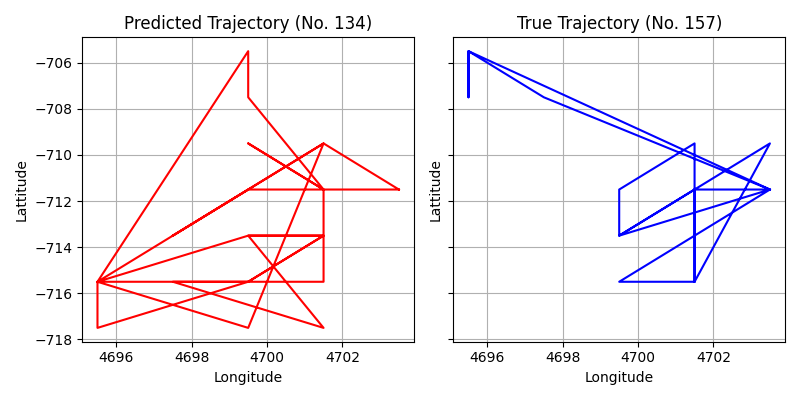 Predicted Trajectory (No. 134)
True Trajectory (No. 157)
Lattitude
−706
−708
−710
−712
−714
−716
−718
4696
4698
4700
4702
Longitude
Lattitude
4696
4698
4700
4702
Longitude